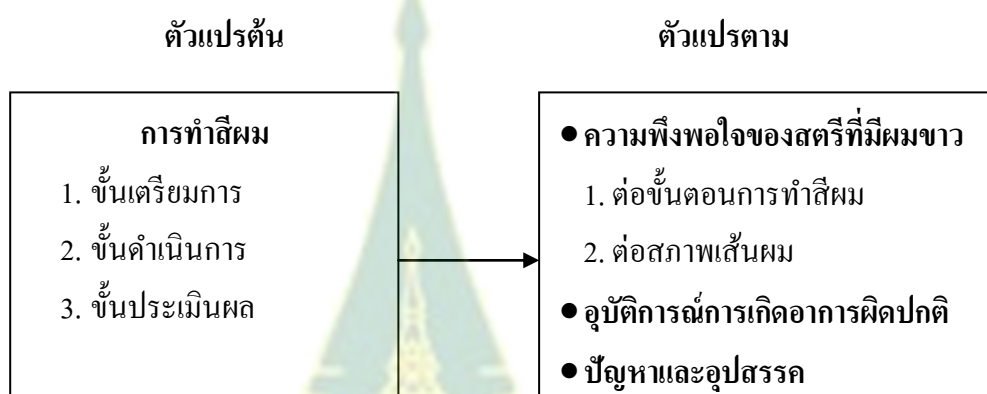 ตัวแปรต้น
ตัวแปรตาม
การทำสีผม
1. ขั้นเตรียมการ
2. ขั้นดำเนินการ
3. ขั้นประเมินผล
● ความพึงพอใจของสตรีที่มีผมขาว
1. ต่อขั้นตอนการทำสีผม
2. ต่อสภาพเส้นผม
● อุบัติการณ์การเกิดอาการผิดปกติ
● ปัญหาและอุปสรรค